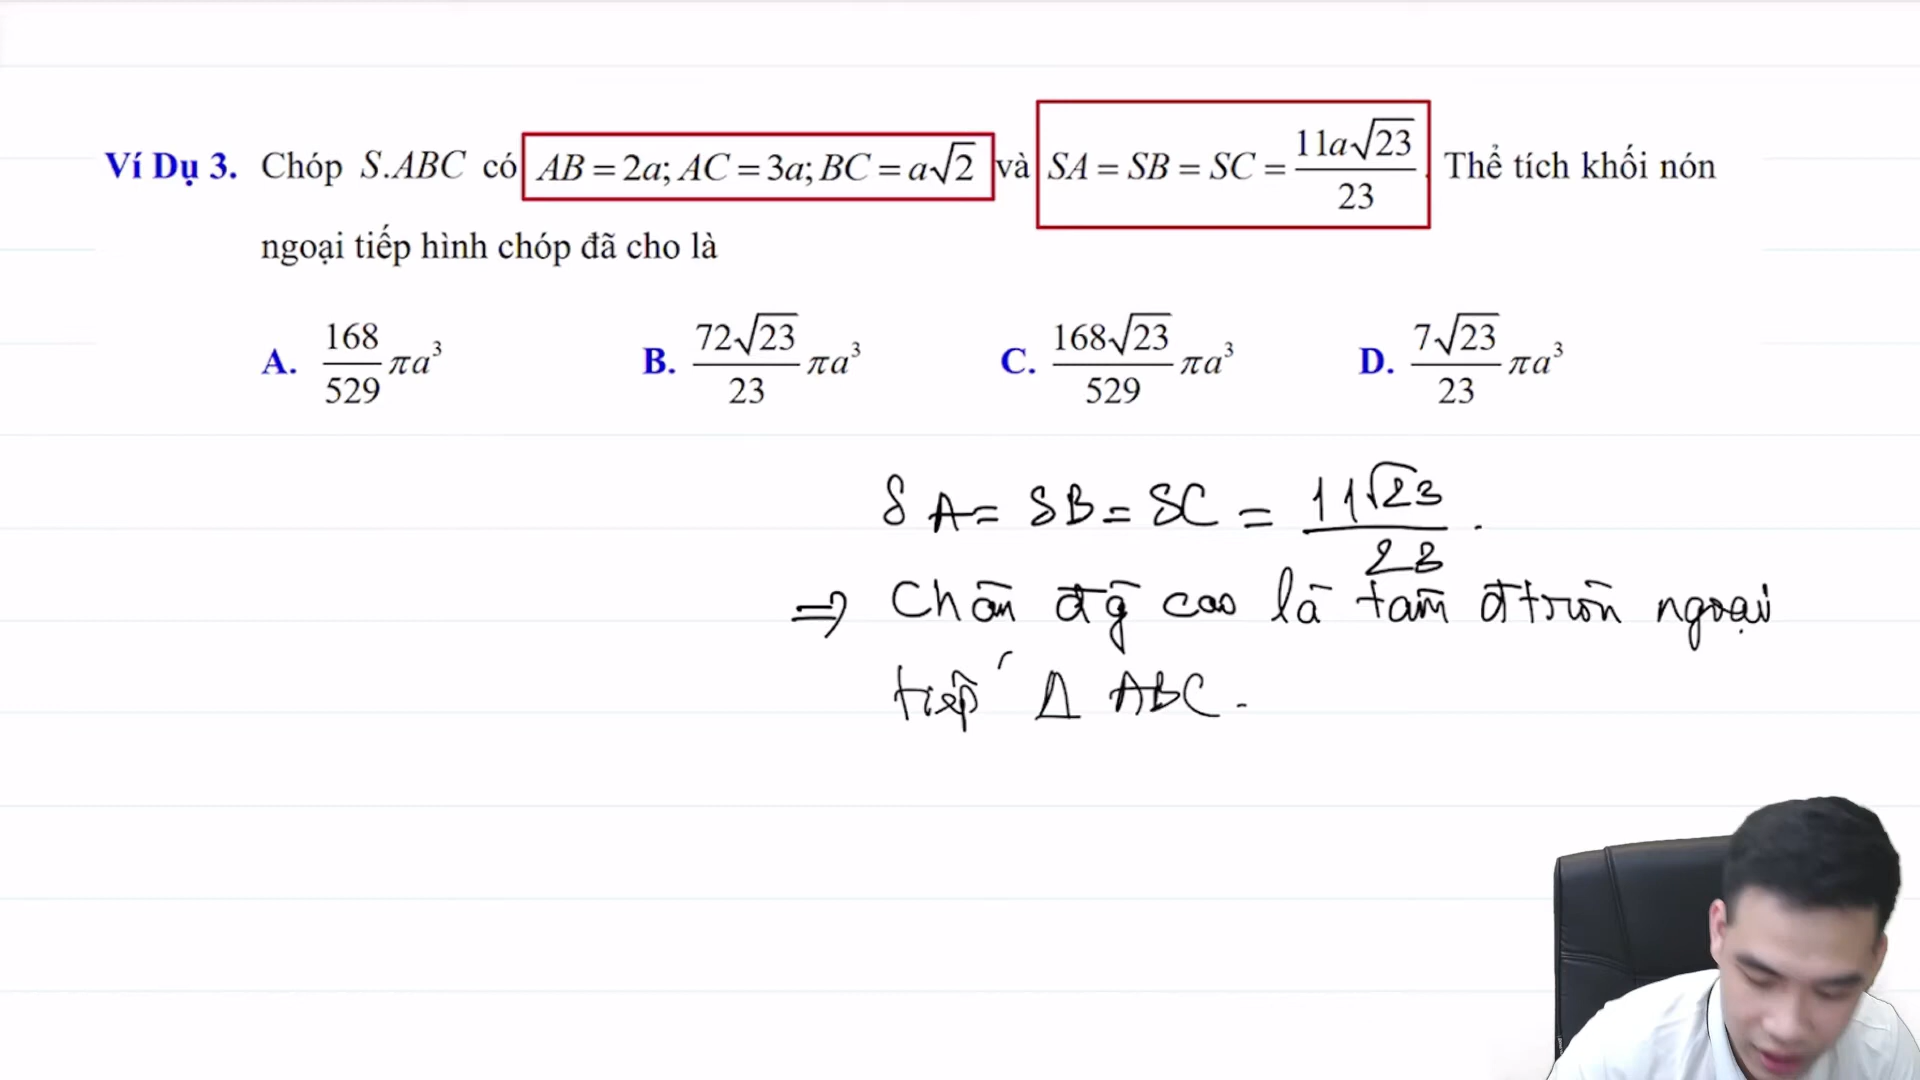 Ví Dụ 3. Chóp S.ABC có AB = 2a; AC = 3a; BC = a√2 và SA = SB = SC = 11a√23/23. Thể tích khối nón
ngoại tiếp hình chóp đã cho là
A. 168/529 πa³ B. 72√23/23 πa³ C. 168√23/529 πa³ D. 7√23/23 πa³
SA = SB = SC = 11√23/23.
⇒ Chân đg cao là tâm đtròn ngoại
tiếp Δ ABC.